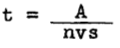 t = A
nvs